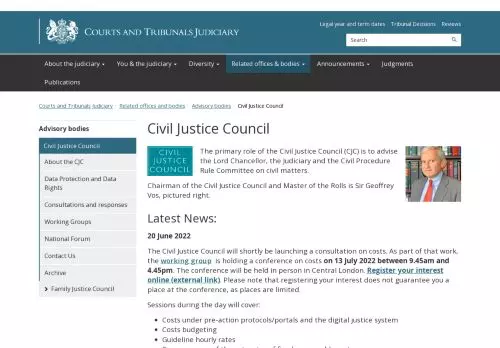 Legal year and term dates Tribunal Decisions Reviews
COURTS AND TRIBUNALS JUDICIARY
Search
About the judiciary You & the judiciary Diversity Related offices & bodies Announcements Judgments
Publications
Courts and Tribunals Judiciary Related offices and bodies Advisory bodies Civil Justice Council
Advisory bodies
Civil Justice Council
About the CJC
Data Protection and Data
Rights
Consultations and responses
Working Groups
National Forum
Contact Us
Archive
Family Justice Council
Civil Justice Council
CIVIL
JUSTICE
COUNCIL
The primary role of the Civil Justice Council (CJC) is to advise
the Lord Chancellor, the Judiciary and the Civil Procedure
Rule Committee on civil matters.
Chairman of the Civil Justice Council and Master of the Rolls is Sir Geoffrey
Vos, pictured right.
Latest News:
20 June 2022
The Civil Justice Council will shortly be launching a consultation on costs. As part of that work,
the working group is holding a conference on costs on 13 July 2022 between 9.45am and
4.45pm. The conference will be held in person in Central London. Register your interest
online (external link). Please note that registering your interest does not guarantee you a
place at the conference, as places are limited.
Sessions during the day will cover:
• Costs under pre-action protocols/portals and the digital justice system
• Costs budgeting
• Guideline hourly rates